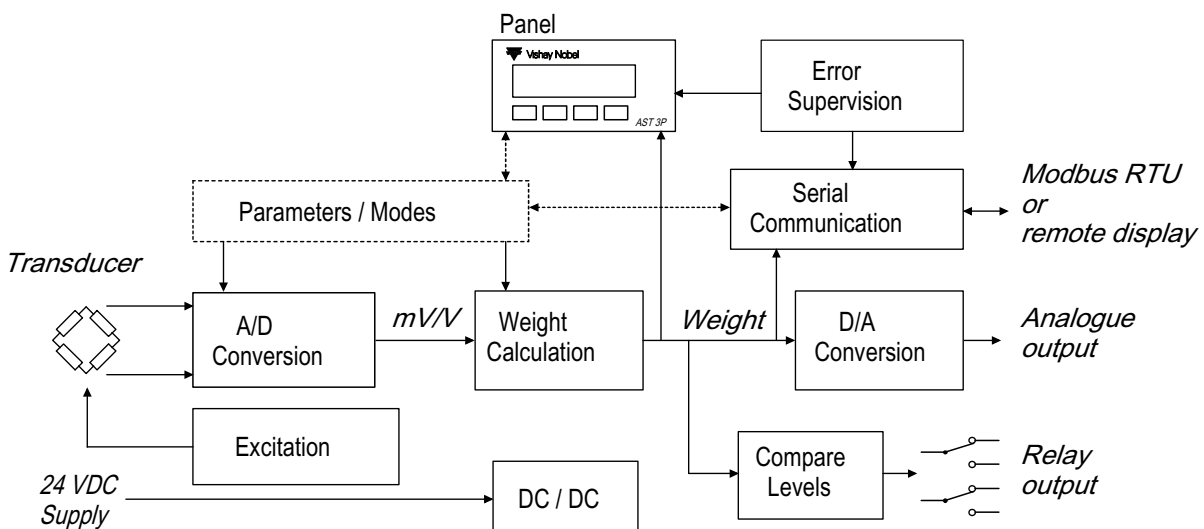 Panel
Vishay Nobel
AST 3P
Error
Supervision
Parameters / Modes
Serial
Communication
Modbus RTU
or
remote display
Transducer
A/D
Conversion
mV/V
Weight
Calculation
Weight
D/A
Conversion
Analogue
output
Excitation
Compare
Levels
Relay
output
24 VDC
Supply
DC / DC